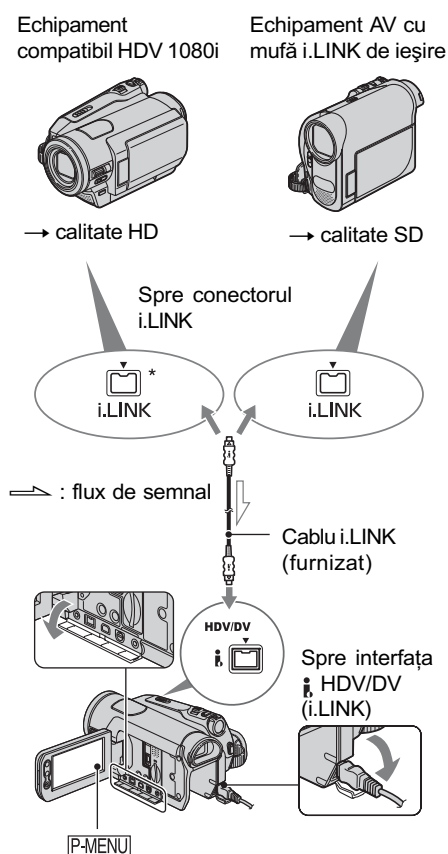 Echipament
compatibil HDV 1080i
Echipament AV cu
mufă i.LINK de ieşire
→ calitate HD
→ calitate SD
Spre conectorul
i.LINK
*
i.LINK
i.LINK
: flux de semnal
Cablu i.LINK
(furnizat)
HDV/DV
i
Spre interfaţa
i HDV/DV
(i.LINK)
P-MENU